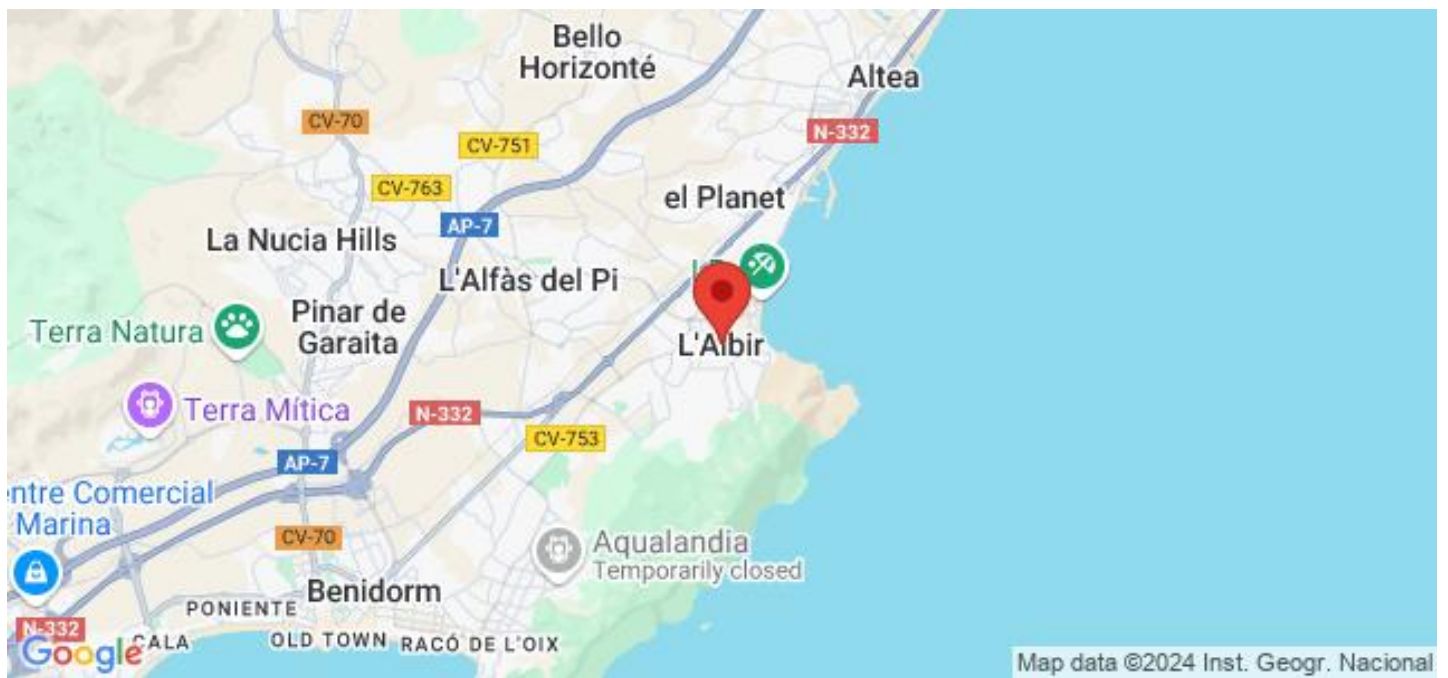 Bello
Horizonté
Altea
CV-70
N-332
CV-751
CV-763
el Planet
AP-7
La Nucia Hills
L'Alfàs del Pi
Pinar de
Garaita
Terra Natura
L'Albir
Terra Mítica
N-332
CV-753
AP-7
entre Comercial
Marina
CV-70
Aqualandia
Temporarily closed
Benidorm
PONIENTE
N-332
CALA
OLD TOWN
RACÓ DE L'OIX
Google
Map data ©2024 Inst. Geogr. Nacional